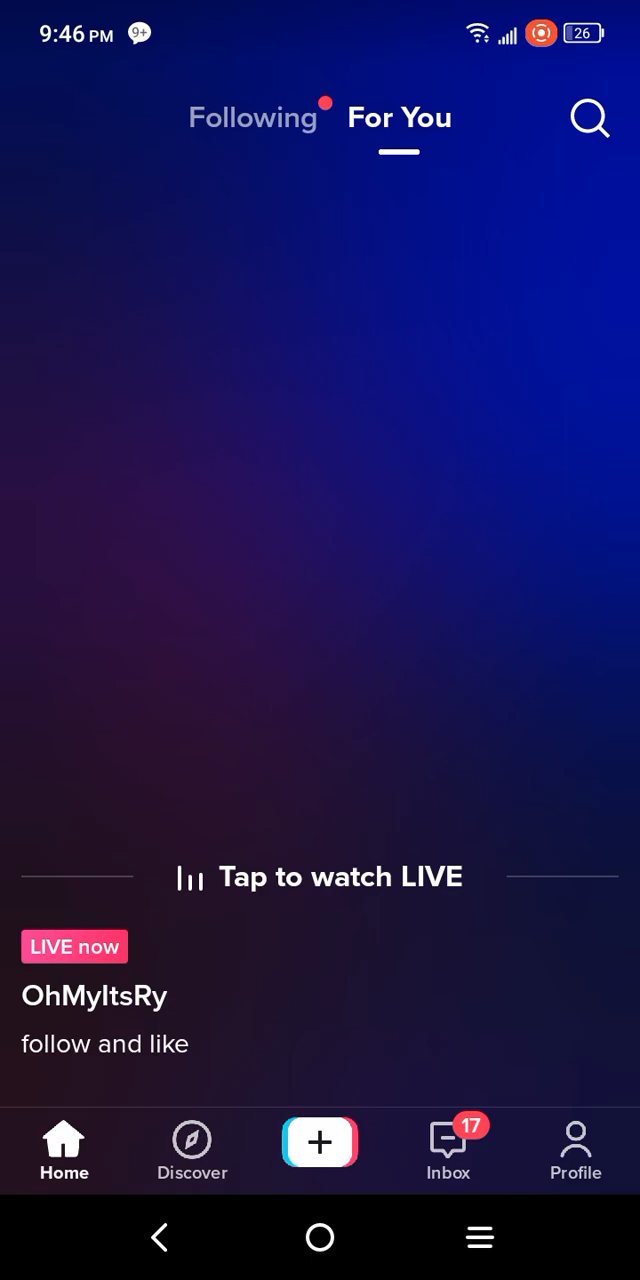 9:46 PM 9+ 26
Following For You
Tap to watch LIVE
LIVE now
OhMyItsRy
follow and like
17
Home Discover Inbox Profile